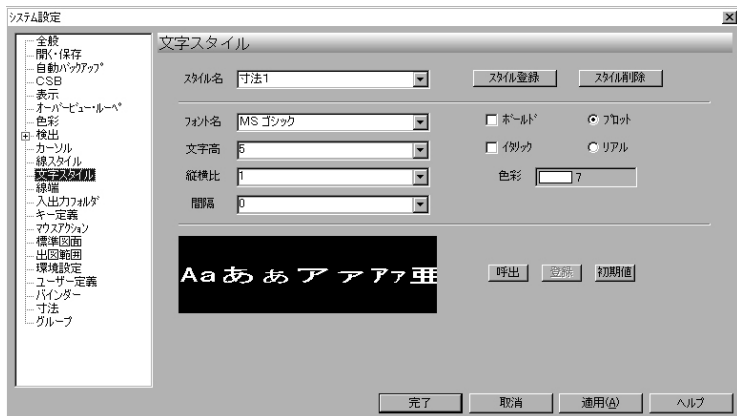 システム設定
全般
開く・保存
自動ﾊﾞｯｸｱｯﾌﾟ
CSB
表示
ｵｰﾊﾞｰﾋﾞｭｰ・ﾙｰﾍﾟ
色彩
検出
カーソル
線スタイル
文字スタイル
線端
入出力ﾌｫﾙﾀﾞ
キー定義
ﾏｳｽｱｸｼｮﾝ
標準図面
出図範囲
環境設定
ユーザー定義
バインダー
寸法
グループ
文字スタイル
ｽﾀｲﾙ名 寸法1 ｽﾀｲﾙ登録 ｽﾀｲﾙ削除
ﾌｫﾝﾄ名 MS ゴシック ﾎﾞｰﾙﾄﾞ ﾌﾟﾛｯﾄ
文字高 5 ｲﾀﾘｯｸ ﾘｱﾙ
縦横比 1 色彩 7
間隔 0
Aaあぁアァｱｧ亜 呼出 登録 初期値
完了 取消 適用(A) ヘルプ